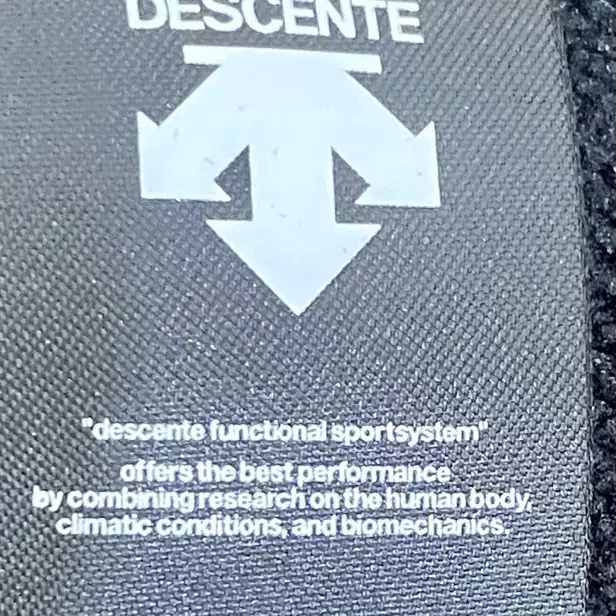 DESCENTE
"descente functional sportsystem"
offers the best performance
by combining research on the human body,
climatic conditions, and biomechanics.